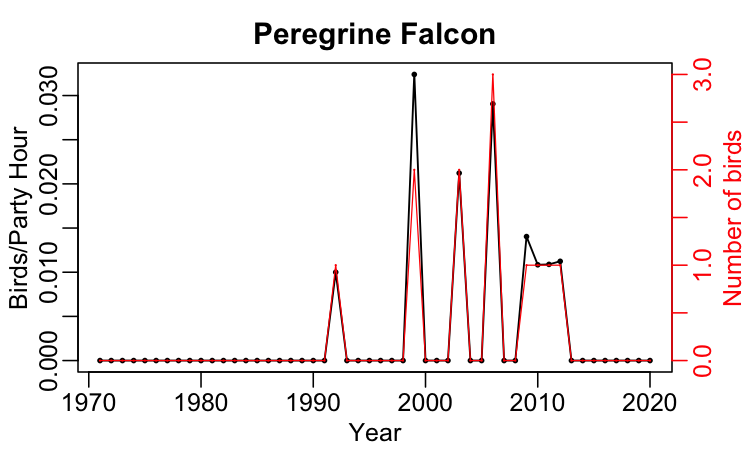 Peregrine Falcon
Birds/Party Hour
0.000 0.010 0.020 0.030
Number of birds
0.0 1.0 2.0 3.0
1970 1980 1990 2000 2010 2020
Year